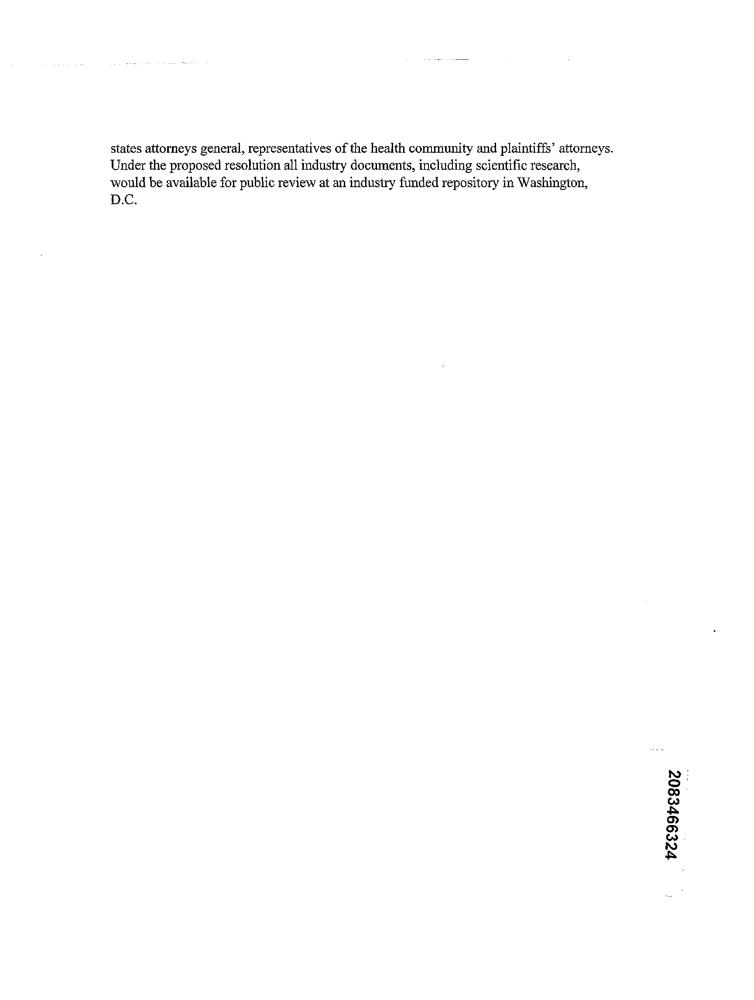 states attorneys general, representatives of the health community and plaintiffs’ attorneys.
Under the proposed resolution all industry documents, including scientific research,
would be available for public review at an industry funded repository in Washington,
D.C.
2083466324